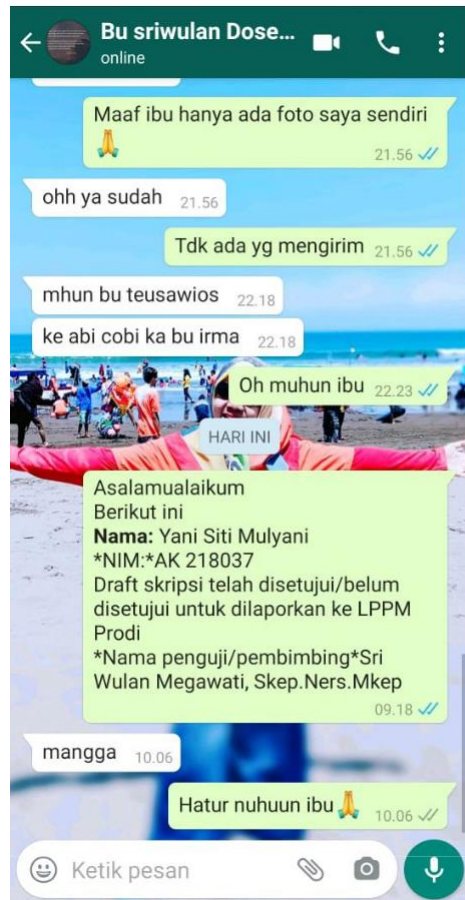 Bu sriwulan Dose...
online
Maaf ibu hanya ada foto saya sendiri
🙏
21.56
ohh ya sudah 21.56
Tdk ada yg mengirim 21.56
mhun bu teusawios 22.18
ke abi cobi ka bu irma 22.18
Oh muhun ibu 22.23
HARI INI
Asalamualaikum
Berikut ini
Nama: Yani Siti Mulyani
*NIM:*AK 218037
Draft skripsi telah disetujui/belum
disetujui untuk dilaporkan ke LPPM
Prodi
*Nama penguji/pembimbing*Sri
Wulan Megawati, Skep.Ners.Mkep
09.18
mangga 10.06
Hatur nuhuun ibu🙏 10.06
Ketik pesan